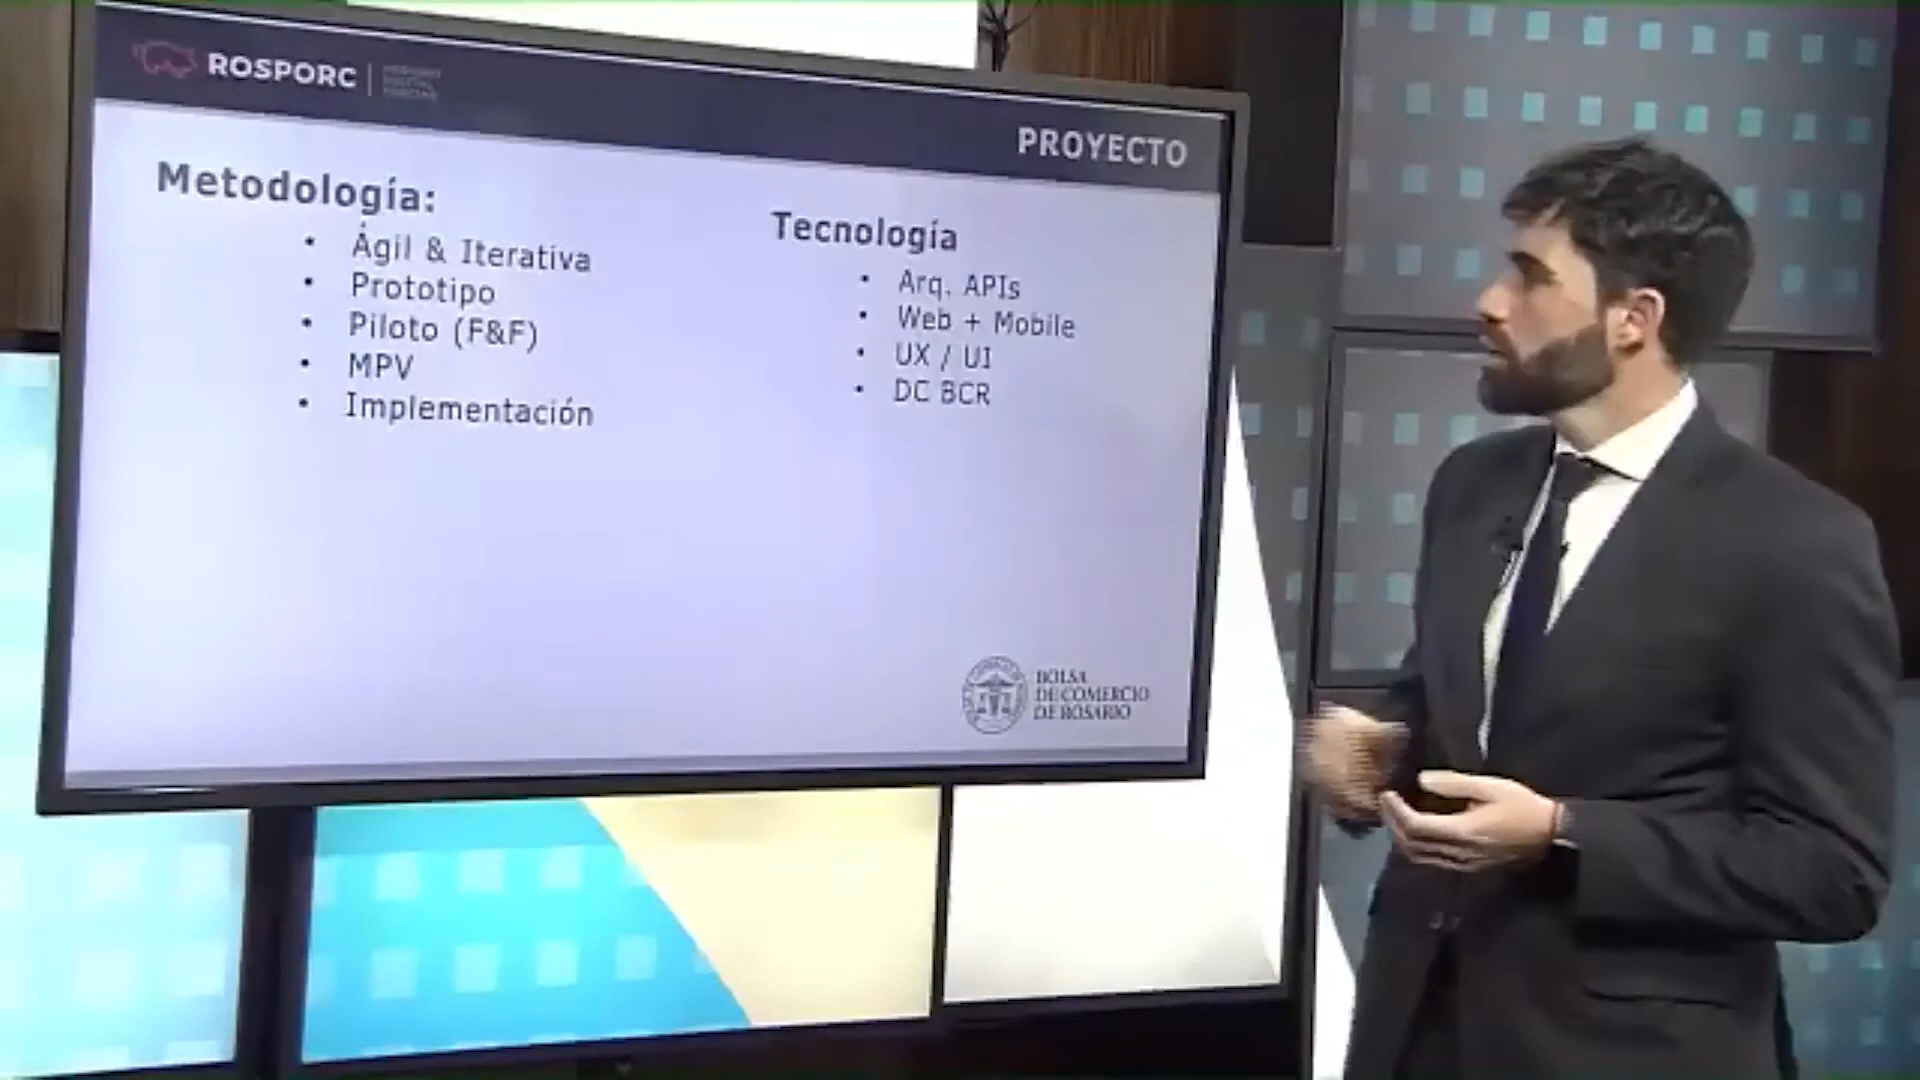 ROSPORC
PROYECTO
Metodología:
• Ágil & Iterativa
• Prototipo
• Piloto (F&F)
• MPV
• Implementación
Tecnología
• Arq. APIs
• Web + Mobile
• UX / UI
• DC BCR
BOLSA
DE COMERCIO
DE ROSARIO